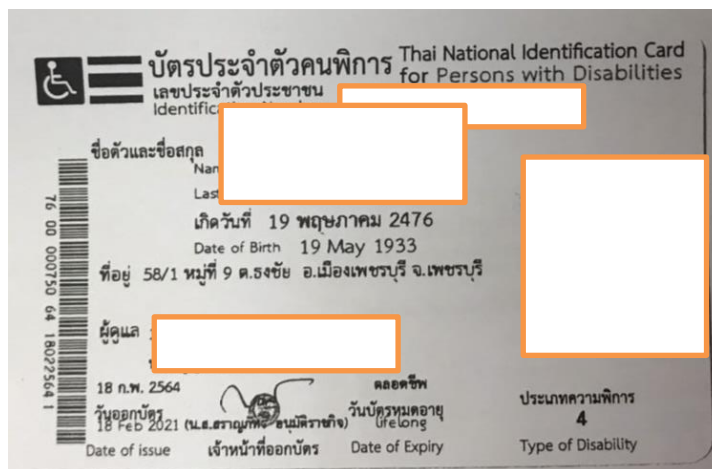 บัตรประจำตัวคนพิการ Thai National Identification Card
for Persons with Disabilities
เลขประจำตัวประชาชน
ชื่อตัวและชื่อสกุล
เกิดวันที่ 19 พฤษภาคม 2476
Date of Birth 19 May 1933
ที่อยู่ 58/1 หมู่ที่ 9 ต.ธงชัย อ.เมืองเพชรบุรี จ.เพชรบุรี
ผู้ดูแล
18 ก.พ. 2564 ตลอดชีพ
วันออกบัตร วันบัตรหมดอายุ ประเภทความพิการ
18 Feb 2021 Lifelong 4
Date of issue เจ้าหน้าที่ออกบัตร Date of Expiry Type of Disability
76 00 000750 64 18022564 1